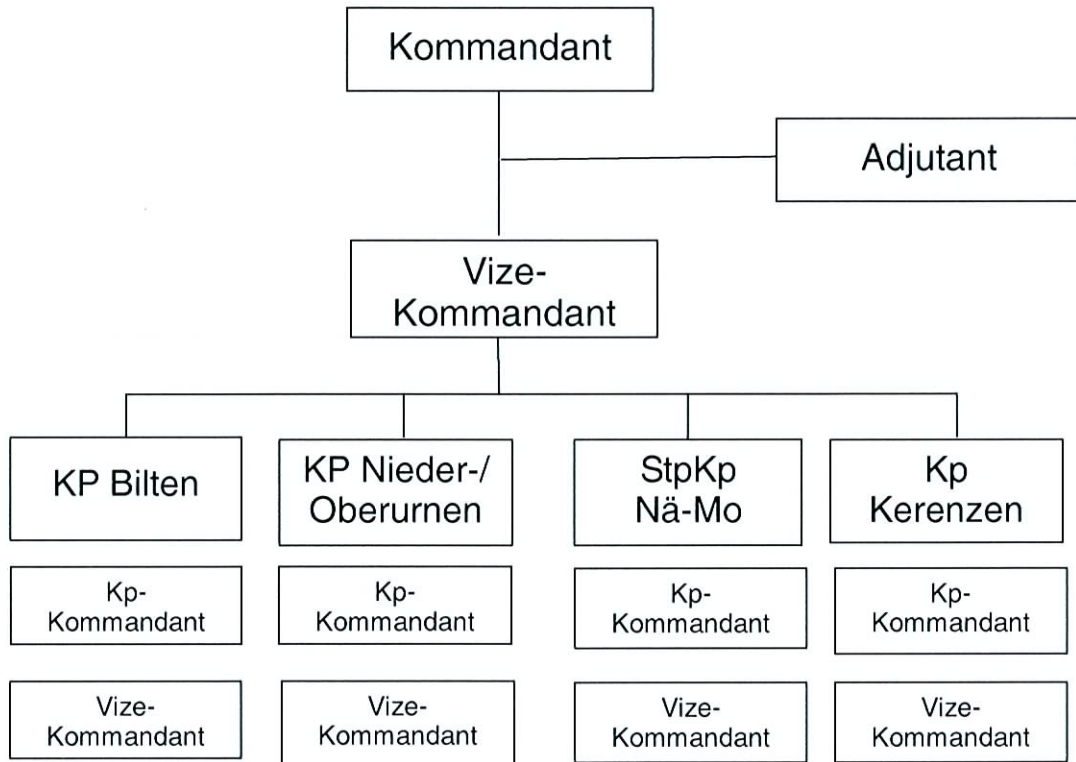 Kommandant
Adjutant
Vize-
Kommandant
KP Bilten
KP Nieder-/
Oberurnen
StpKp
Nä-Mo
Kp
Kerenzen
Kp-
Kommandant
Kp-
Kommandant
Kp-
Kommandant
Kp-
Kommandant
Vize-
Kommandant
Vize-
Kommandant
Vize-
Kommandant
Vize-
Kommandant